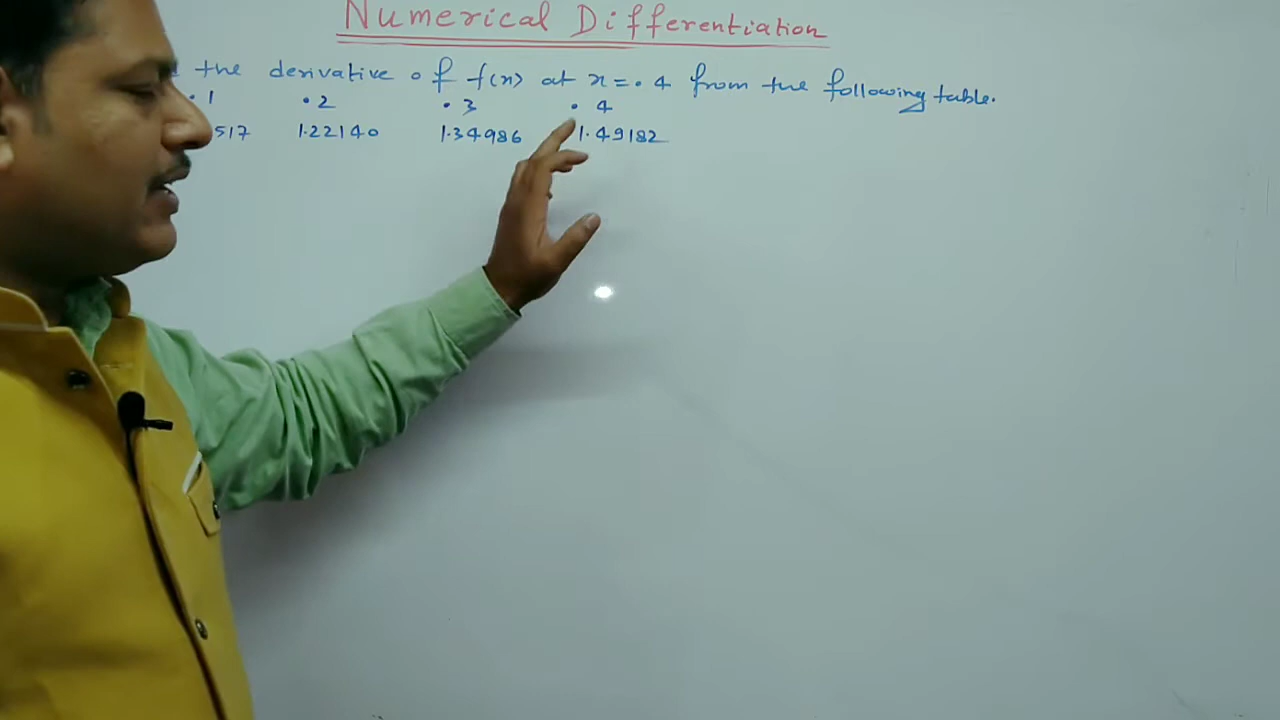 Numerical Differentiation
the derivative of f(x) at x = .4 from the following table.
.1 .2 .3 .4
517 1.22140 1.34986 1.49182